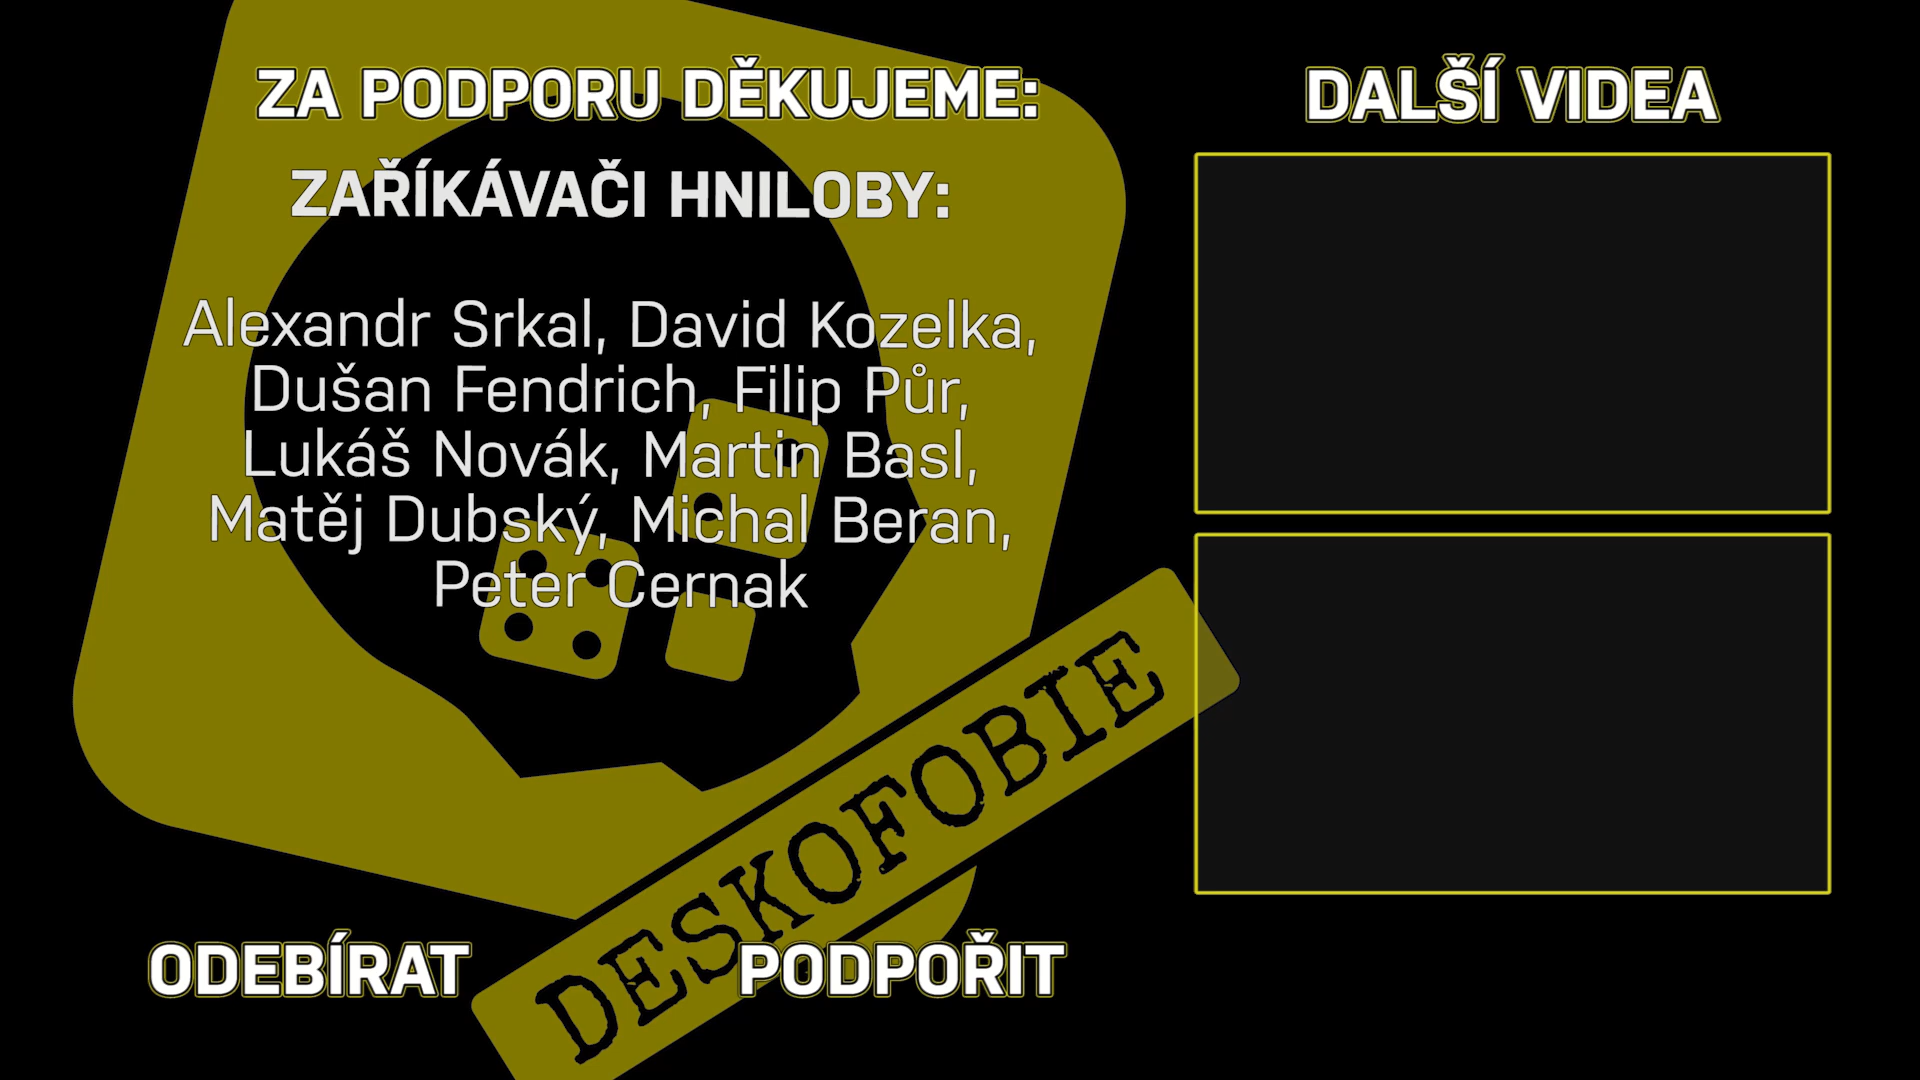 ZA PODPORU DĚKUJEME:
ZAŘÍKÁVAČI HNILOBY:
Alexandr Srkal, David Kozelka,
Dušan Fendrich, Filip Půr,
Lukáš Novák, Martin Basl,
Matěj Dubský, Michal Beran,
Peter Cernak
DALŠÍ VIDEA
DESKOFOBIE
ODEBÍRAT
PODPOŘIT